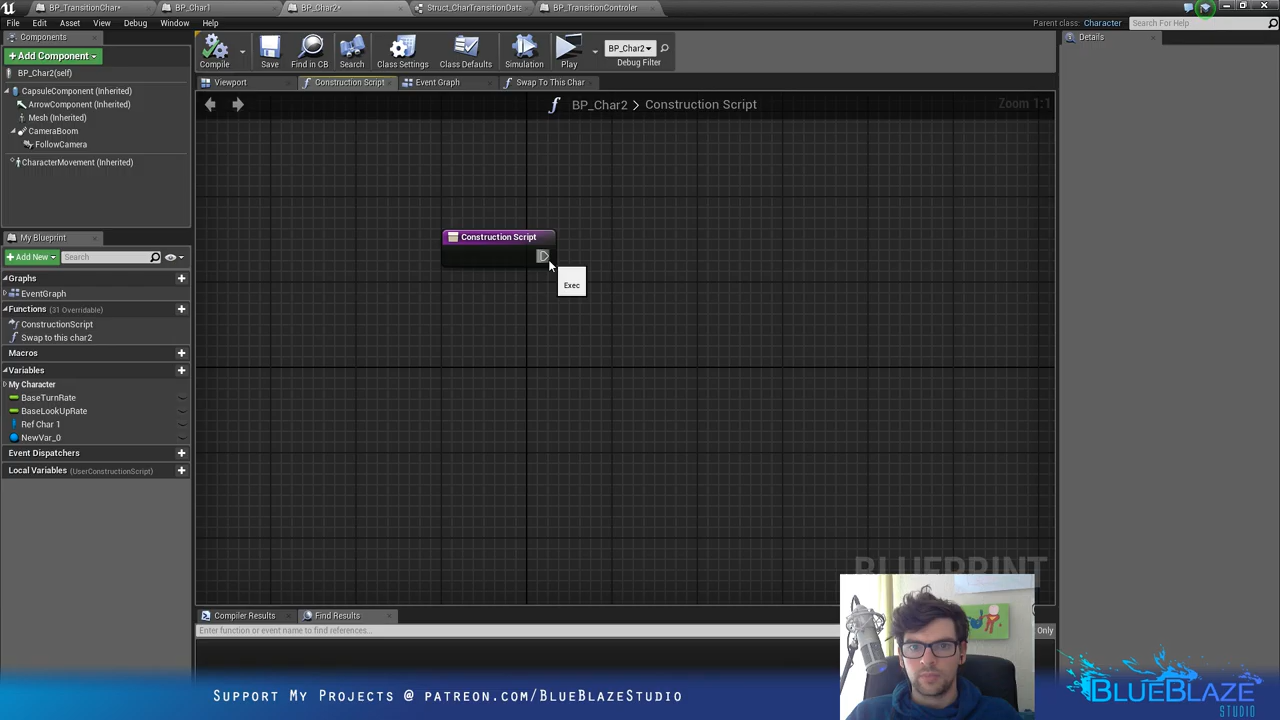 BP_TransitionChar*
BP_Char1
BP_Char2*
Struct_CharTransitionDate
BP_TransitionControler
File
Edit
Asset
View
Debug
Window
Help
Parent class: Character
Search For Help
Components
+Add Component
BP_Char2(self)
CapsuleComponent (Inherited)
ArrowComponent (Inherited)
Mesh (Inherited)
CameraBoom
FollowCamera
CharacterMovement (Inherited)
My Blueprint
+Add New
Search
Graphs
EventGraph
Functions (31 Overridable)
ConstructionScript
Swap to this char2
Macros
Variables
My Character
BaseTurnRate
BaseLookUpRate
Ref Char 1
NewVar_0
Event Dispatchers
Local Variables (UserConstructionScript)
Compile
Save
Find in CB
Search
Class Settings
Class Defaults
Simulation
Play
BP_Char2
Debug Filter
Details
Viewport
Construction Script
Event Graph
Swap To This Char
BP_Char2 > Construction Script
Zoom 1:1
Construction Script
Exec
BLUEPRINT
Compiler Results
Find Results
Enter function or event name to find references...
Only
Support My Projects @ patreon.com/BlueBlazeStudio
BlueBlaze
Studio